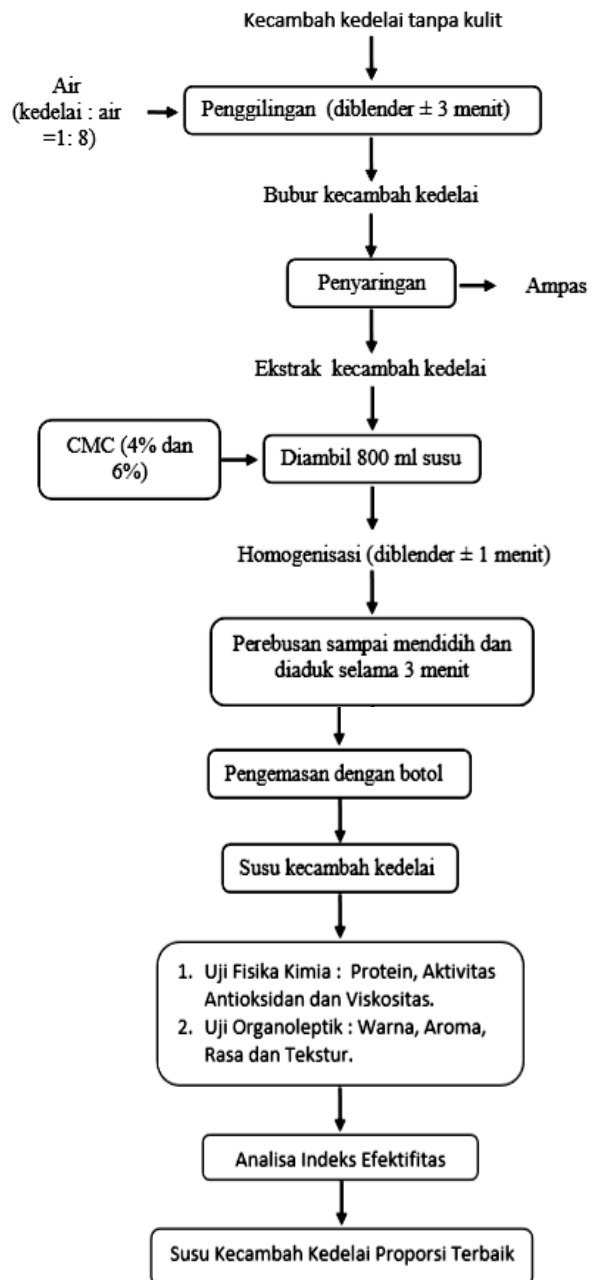 Kecambah kedelai tanpa kulit
Air
(kedelai : air
=1: 8)
Penggilingan (diblender ± 3 menit)
Bubur kecambah kedelai
Penyaringan
Ampas
Ekstrak kecambah kedelai
CMC (4% dan
6%)
Diambil 800 ml susu
Homogenisasi (diblender ± 1 menit)
Perebusan sampai mendidih dan
diaduk selama 3 menit
Pengemasan dengan botol
Susu kecambah kedelai
1. Uji Fisika Kimia : Protein, Aktivitas
Antioksidan dan Viskositas.
2. Uji Organoleptik : Warna, Aroma,
Rasa dan Tekstur.
Analisa Indeks Efektifitas
Susu Kecambah Kedelai Proporsi Terbaik